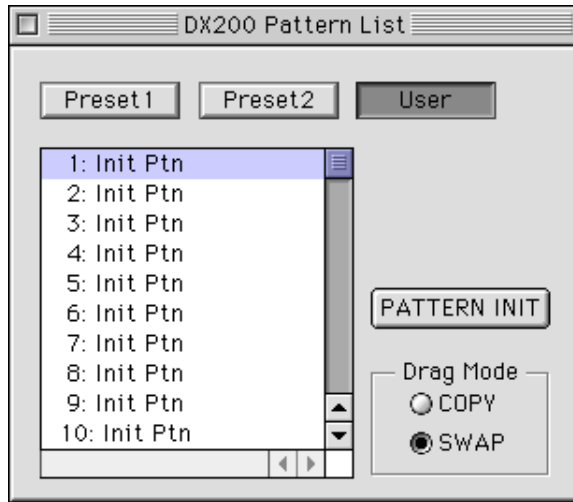 DX200 Pattern List
Preset1 Preset2 User
1: Init Ptn
2: Init Ptn
3: Init Ptn
4: Init Ptn
5: Init Ptn
6: Init Ptn
7: Init Ptn
8: Init Ptn
9: Init Ptn
10: Init Ptn
PATTERN INIT
Drag Mode
COPY
SWAP